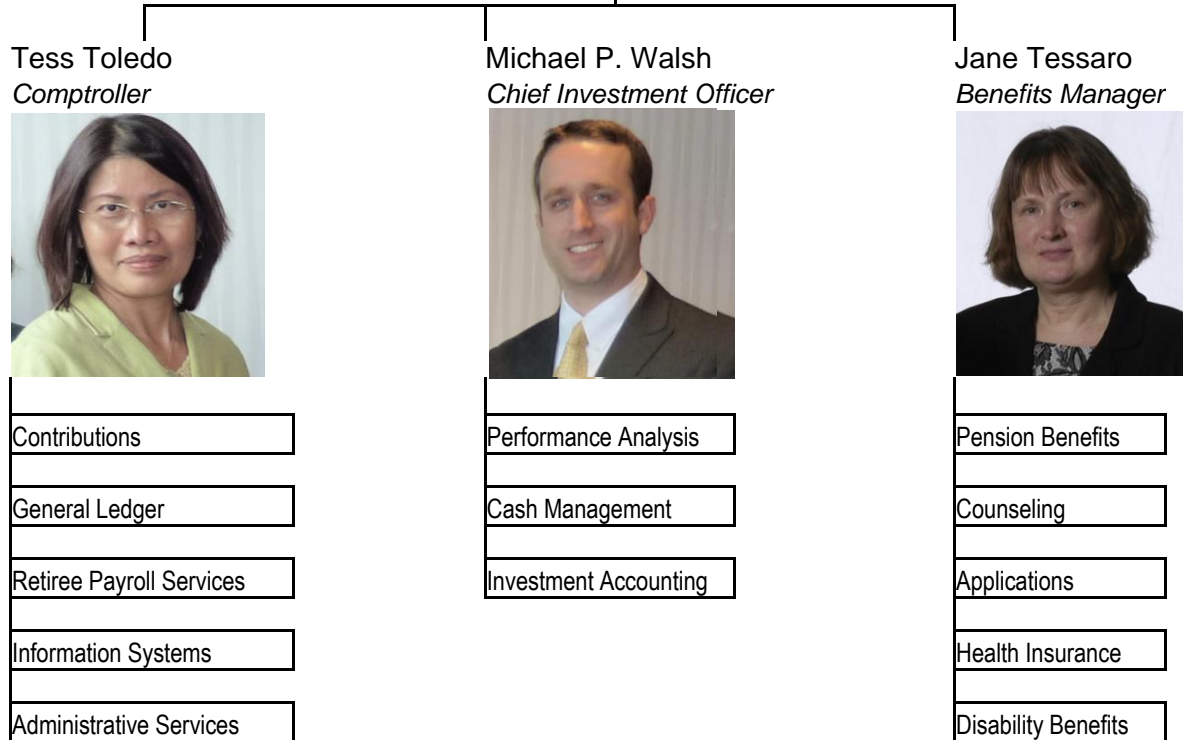 Tess Toledo
Comptroller
Contributions
General Ledger
Retiree Payroll Services
Information Systems
Administrative Services
Michael P. Walsh
Chief Investment Officer
Performance Analysis
Cash Management
Investment Accounting
Jane Tessaro
Benefits Manager
Pension Benefits
Counseling
Applications
Health Insurance
Disability Benefits